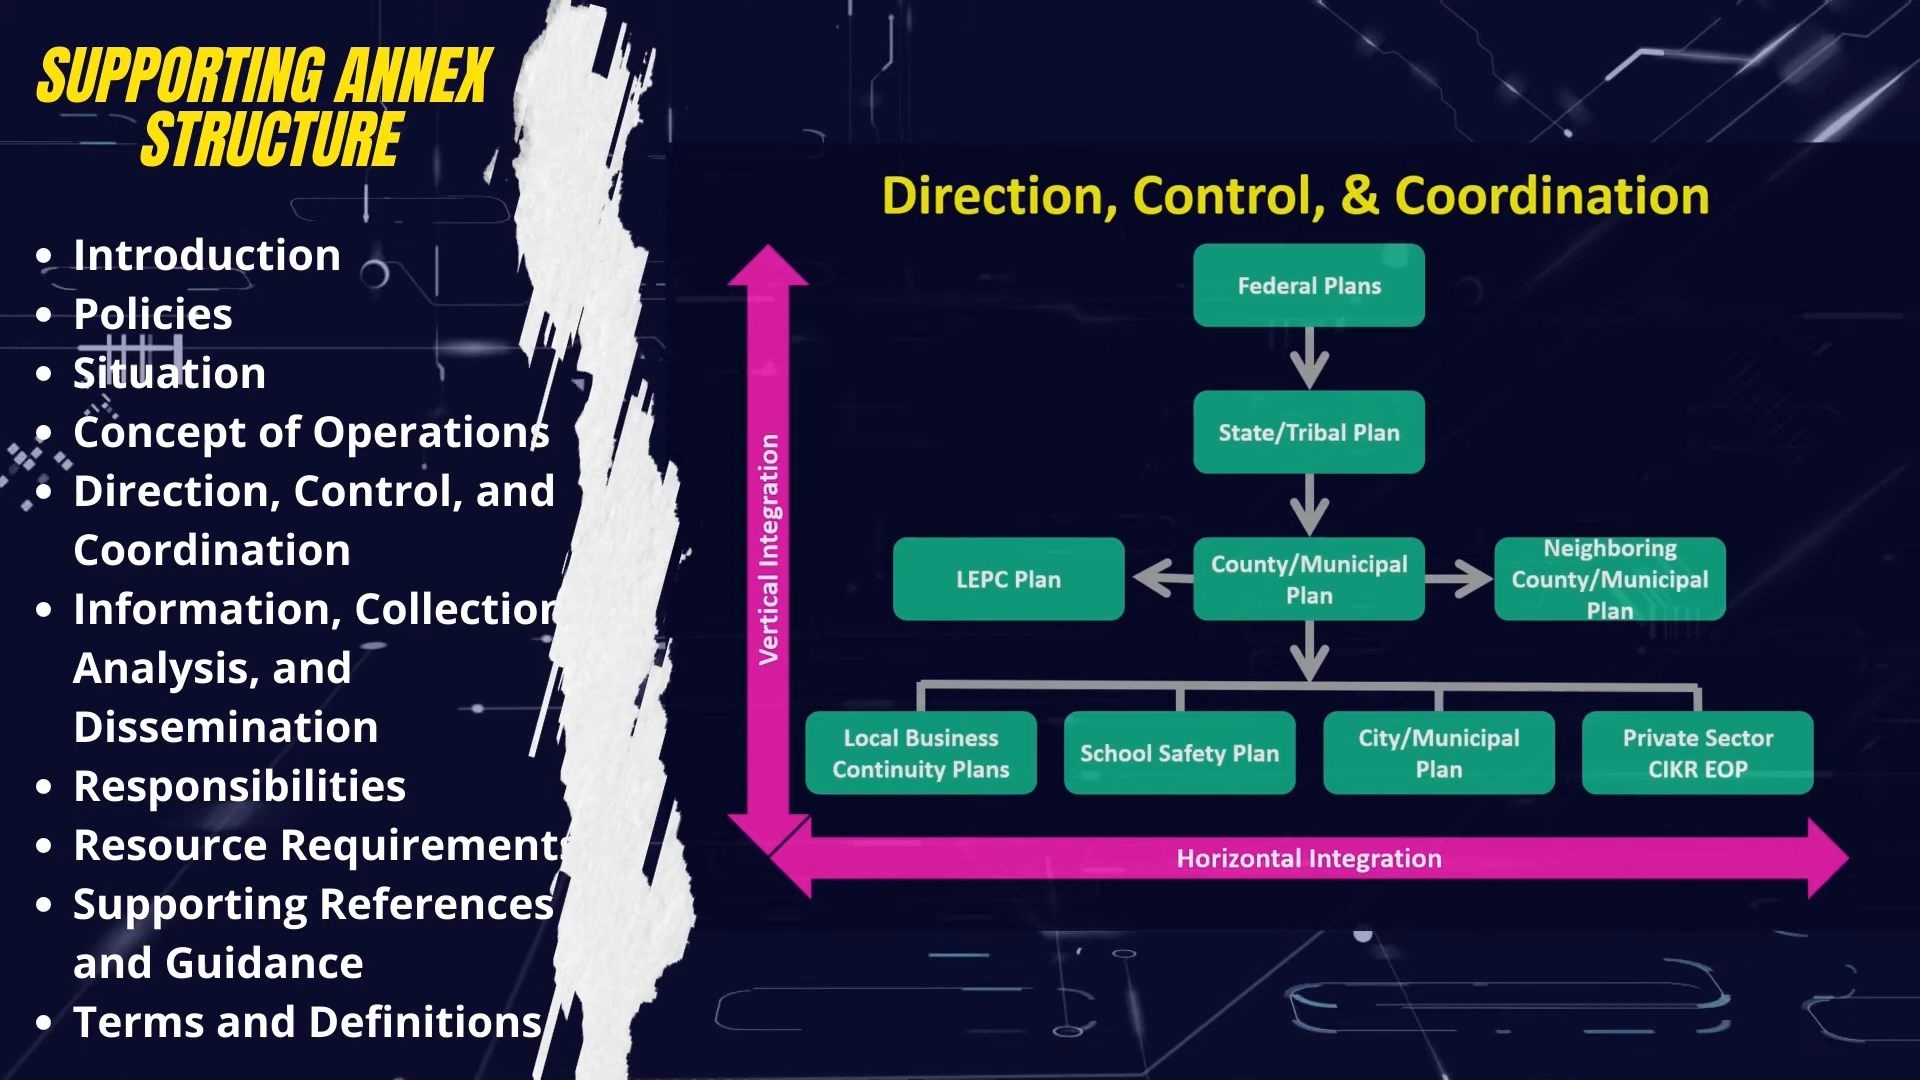 SUPPORTING ANNEX
STRUCTURE
• Introduction
• Policies
• Situation
• Concept of Operations
• Direction, Control, and
Coordination
• Information, Collection
Analysis, and
Dissemination
• Responsibilities
• Resource Requirements
• Supporting References
and Guidance
• Terms and Definitions
Direction, Control, & Coordination
Federal Plans
State/Tribal Plan
LEPC Plan
County/Municipal
Plan
Neighboring
County/Municipal
Plan
Local Business
Continuity Plans
School Safety Plan
City/Municipal
Plan
Private Sector
CIKR EOP
Vertical Integration
Horizontal Integration